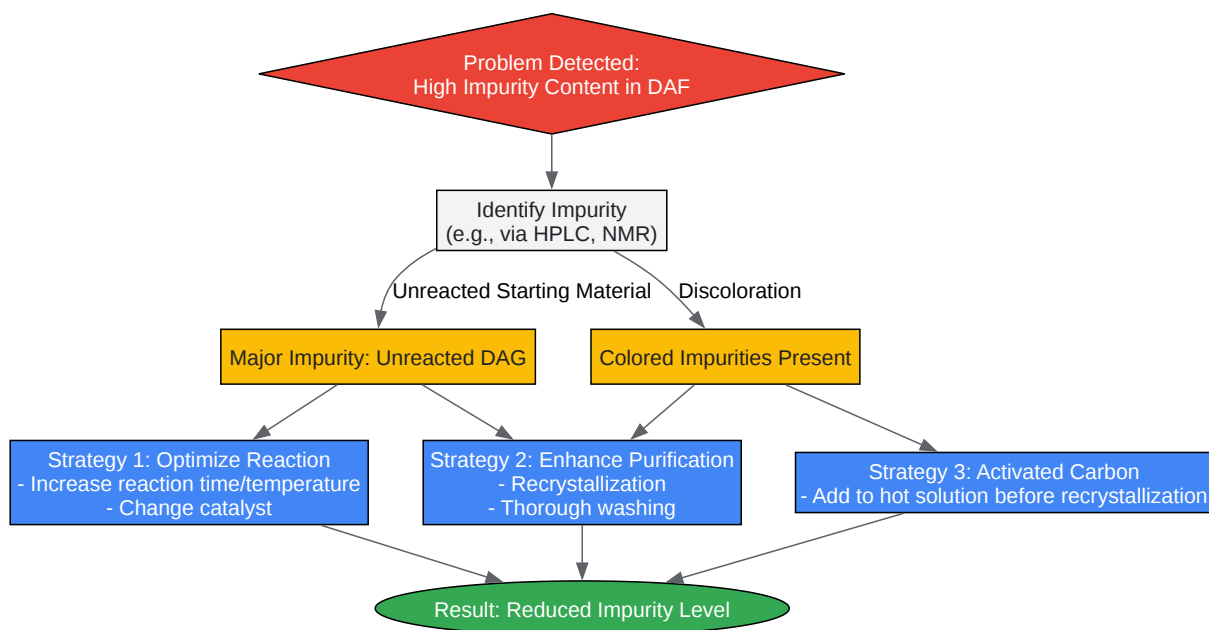 Problem Detected:
High Impurity Content in DAF
Identify Impurity
(e.g., via HPLC, NMR)
Unreacted Starting Material
Discoloration
Major Impurity: Unreacted DAG
Colored Impurities Present
Strategy 1: Optimize Reaction
- Increase reaction time/temperature
- Change catalyst
Strategy 2: Enhance Purification
- Recrystallization
- Thorough washing
Strategy 3: Activated Carbon
- Add to hot solution before recrystallization
Result: Reduced Impurity Level